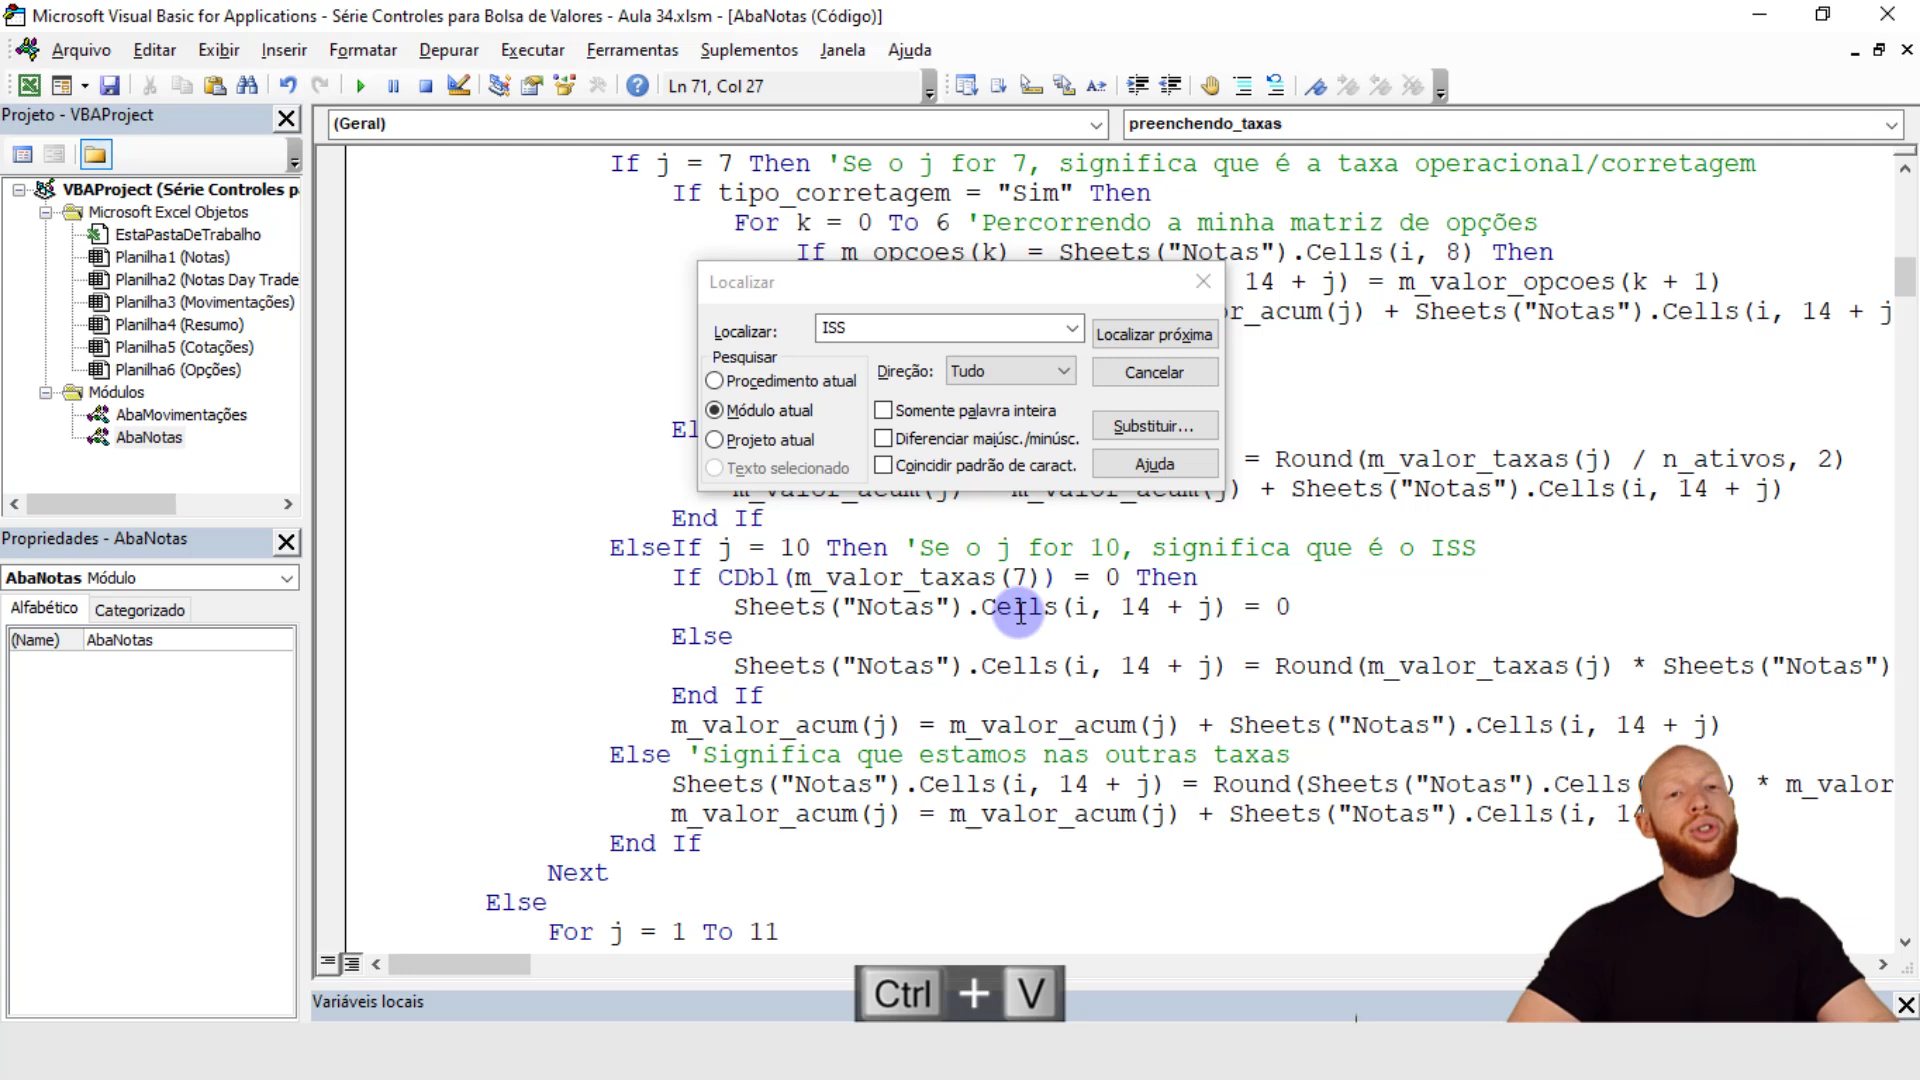 Microsoft Visual Basic for Applications - Série Controles para Bolsa de Valores - Aula 34.xlsm - [AbaNotas (Código)]
Arquivo Editar Exibir Inserir Formatar Depurar Executar Ferramentas Suplementos Janela Ajuda
Ln 71, Col 27
Projeto - VBAProject
VBAProject (Série Controles p
Microsoft Excel Objetos
EstaPastaDeTrabalho
Planilha1 (Notas)
Planilha2 (Notas Day Trade
Planilha3 (Movimentações)
Planilha4 (Resumo)
Planilha5 (Cotações)
Planilha6 (Opções)
Módulos
AbaMovimentações
AbaNotas
Propriedades - AbaNotas
AbaNotas Módulo
Alfabético Categorizado
(Name) AbaNotas
(Geral) preenchendo_taxas
If j = 7 Then 'Se o j for 7, significa que é a taxa operacional/corretagem
If tipo_corretagem = "Sim" Then
For k = 0 To 6 'Percorrendo a minha matriz de opções
If m_opcoes(k) = Sheets("Notas").Cells(i, 8) Then
14 + j) = m_valor_opcoes(k + 1)
or_acum(j) + Sheets("Notas").Cells(i, 14 + j
El
= Round(m_valor_taxas(j) / n_ativos, 2)
m_valor_acum(j) = m_valor_acum(j) + Sheets("Notas").Cells(i, 14 + j)
End If
ElseIf j = 10 Then 'Se o j for 10, significa que é o ISS
If CDbl(m_valor_taxas(7)) = 0 Then
Sheets("Notas").Cells(i, 14 + j) = 0
Else
Sheets("Notas").Cells(i, 14 + j) = Round(m_valor_taxas(j) * Sheets("Notas")
End If
m_valor_acum(j) = m_valor_acum(j) + Sheets("Notas").Cells(i, 14 + j)
Else 'Significa que estamos nas outras taxas
Sheets("Notas").Cells(i, 14 + j) = Round(Sheets("Notas").Cells( ) * m_valor
m_valor_acum(j) = m_valor_acum(j) + Sheets("Notas").Cells(i, 14
End If
Next
Else
For j = 1 To 11
Localizar
Localizar: ISS Localizar próxima
Pesquisar
Direção: Tudo Cancelar
Procedimento atual
Módulo atual Somente palavra inteira Substituir...
Projeto atual Diferenciar maiúsc./minúsc.
Texto selecionado Coincidir padrão de caract. Ajuda
Ctrl + V
Variáveis locais